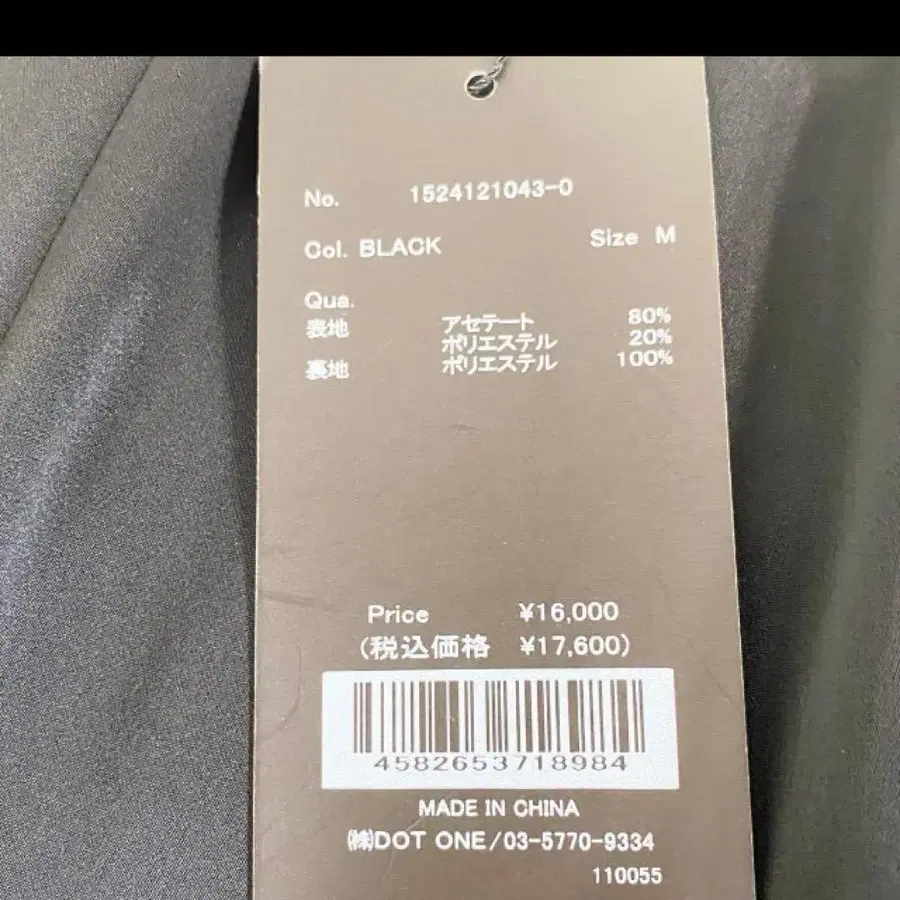 No. 1524121043-0
Col. BLACK Size M
Qua.
表地 アセテート 80%
ポリエステル 20%
裏地 ポリエステル 100%
Price ¥16,000
(税込価格 ¥17,600)
4582653718984
MADE IN CHINA
㈱DOT ONE/03-5770-9334
110055